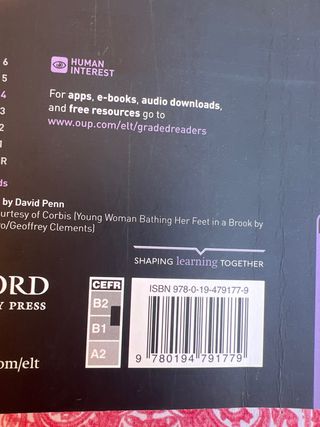 6
5
4
3
2
1
R
HUMAN
INTEREST
For apps, e-books, audio downloads,
and free resources go to
www.oup.com/elt/gradedreaders
ds
by David Penn
urtesy of Corbis (Young Woman Bathing Her Feet in a Brook by
o/Geoffrey Clements)
SHAPING learning TOGETHER
ORD
Y PRESS
om/elt
CEFR
B2
B1
A2
ISBN 978-0-19-479177-9
9 780194 791779